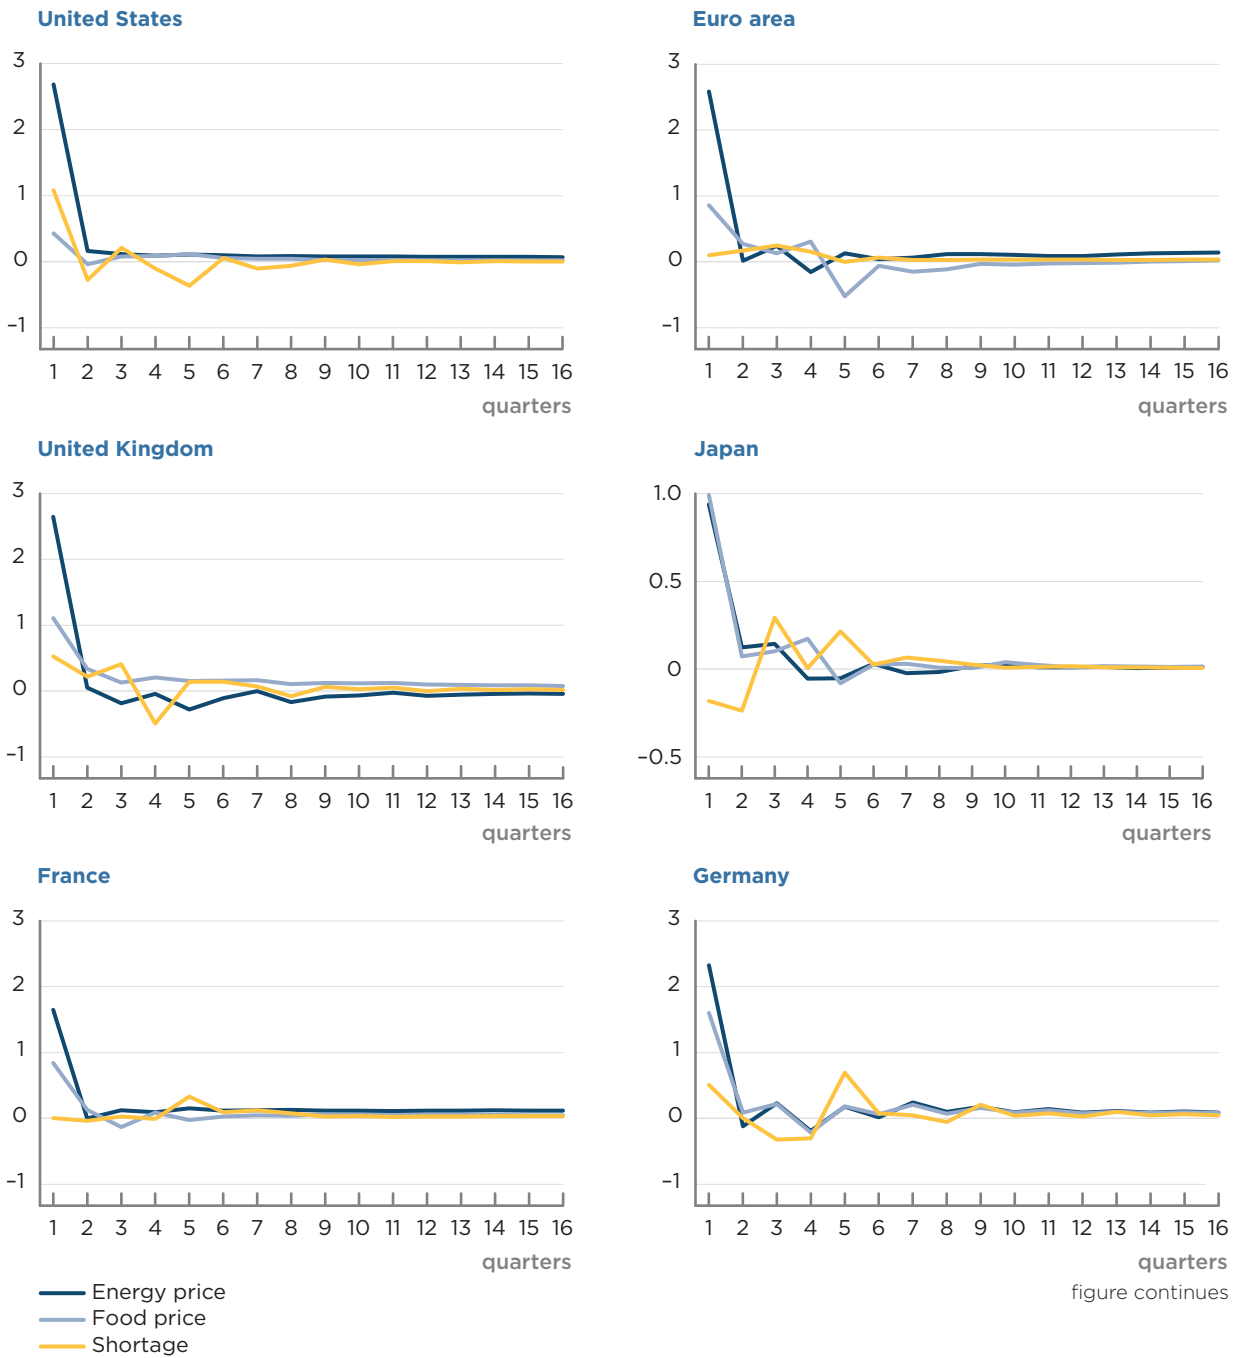 United States
3
2
1
0
–1
1 2 3 4 5 6 7 8 9 10 11 12 13 14 15 16
quarters
Euro area
3
2
1
0
–1
1 2 3 4 5 6 7 8 9 10 11 12 13 14 15 16
quarters
United Kingdom
3
2
1
0
–1
1 2 3 4 5 6 7 8 9 10 11 12 13 14 15 16
quarters
Japan
1.0
0.5
0
–0.5
1 2 3 4 5 6 7 8 9 10 11 12 13 14 15 16
quarters
France
3
2
1
0
–1
1 2 3 4 5 6 7 8 9 10 11 12 13 14 15 16
quarters
Germany
3
2
1
0
–1
1 2 3 4 5 6 7 8 9 10 11 12 13 14 15 16
quarters
Energy price
Food price
Shortage
figure continues